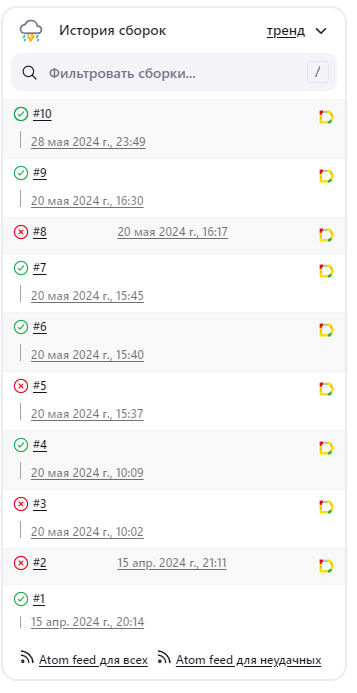 История сборок тренд
Фильтровать сборки... /
#10
28 мая 2024 г., 23:49
#9
20 мая 2024 г., 16:30
#8 20 мая 2024 г., 16:17
#7
20 мая 2024 г., 15:45
#6
20 мая 2024 г., 15:40
#5
20 мая 2024 г., 15:37
#4
20 мая 2024 г., 10:09
#3
20 мая 2024 г., 10:02
#2 15 апр. 2024 г., 21:11
#1
15 апр. 2024 г., 20:14
Atom feed для всех Atom feed для неудачных